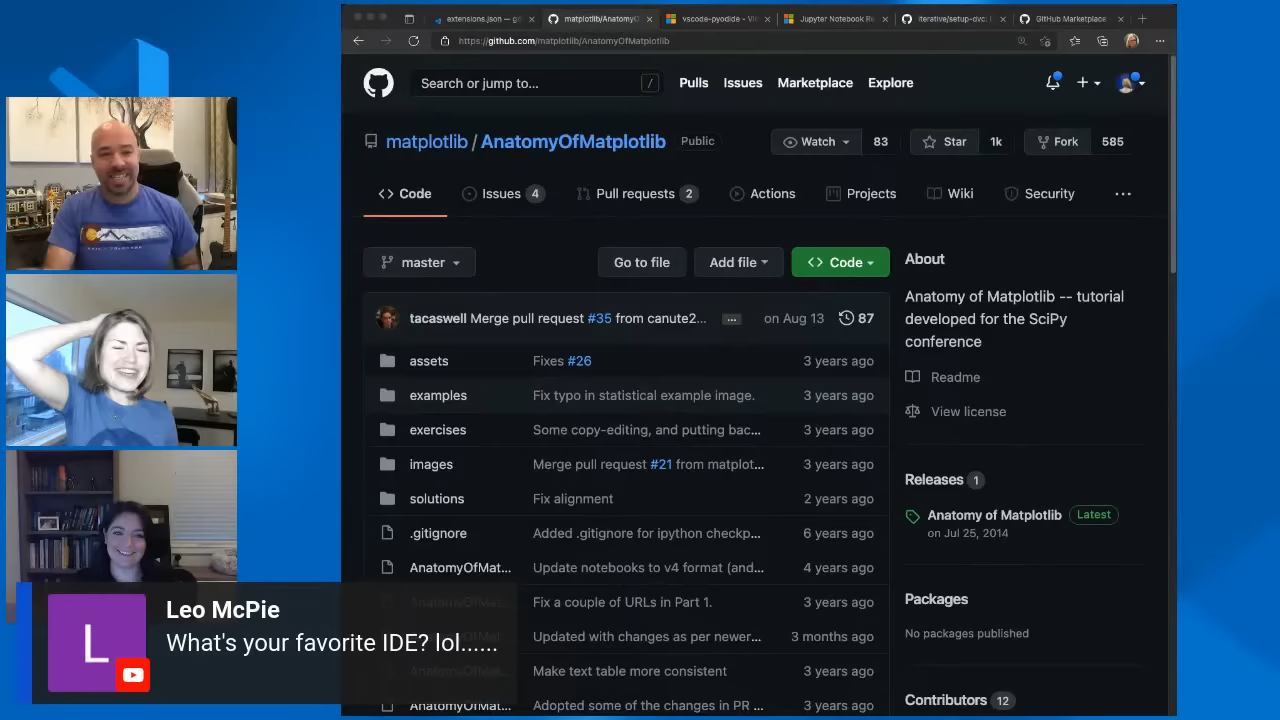 extensions.json — g
matplotlib/AnatomyO
vscode-pyodide - Vi
Jupyter Notebook Re
iterative/setup-dvc:
GitHub Marketplace
https://github.com/matplotlib/AnatomyOfMatplotlib
Search or jump to...
/
Pulls
Issues
Marketplace
Explore
matplotlib / AnatomyOfMatplotlib
Public
Watch
83
Star
1k
Fork
585
<> Code
Issues 4
Pull requests 2
Actions
Projects
Wiki
Security
...
master
Go to file
Add file
<> Code
tacaswell Merge pull request #35 from canute2...
...
on Aug 13
87
assets
Fixes #26
3 years ago
examples
Fix typo in statistical example image.
3 years ago
exercises
Some copy-editing, and putting bac...
3 years ago
images
Merge pull request #21 from matplot...
3 years ago
solutions
Fix alignment
2 years ago
.gitignore
Added .gitignore for ipython checkp...
6 years ago
AnatomyOfMat...
Update notebooks to v4 format (and...
4 years ago
AnatomyOfMat...
Fix a couple of URLs in Part 1.
3 years ago
AnatomyOfMat...
Updated with changes as per newer...
3 months ago
AnatomyOfMat...
Make text table more consistent
3 years ago
AnatomyOfMat...
Adopted some of the changes in PR
3 years ago
About
Anatomy of Matplotlib -- tutorial
developed for the SciPy
conference
Readme
View license
Releases 1
Anatomy of Matplotlib
Latest
on Jul 25, 2014
Packages
No packages published
Contributors 12
L
Leo McPie
What's your favorite IDE? lol......